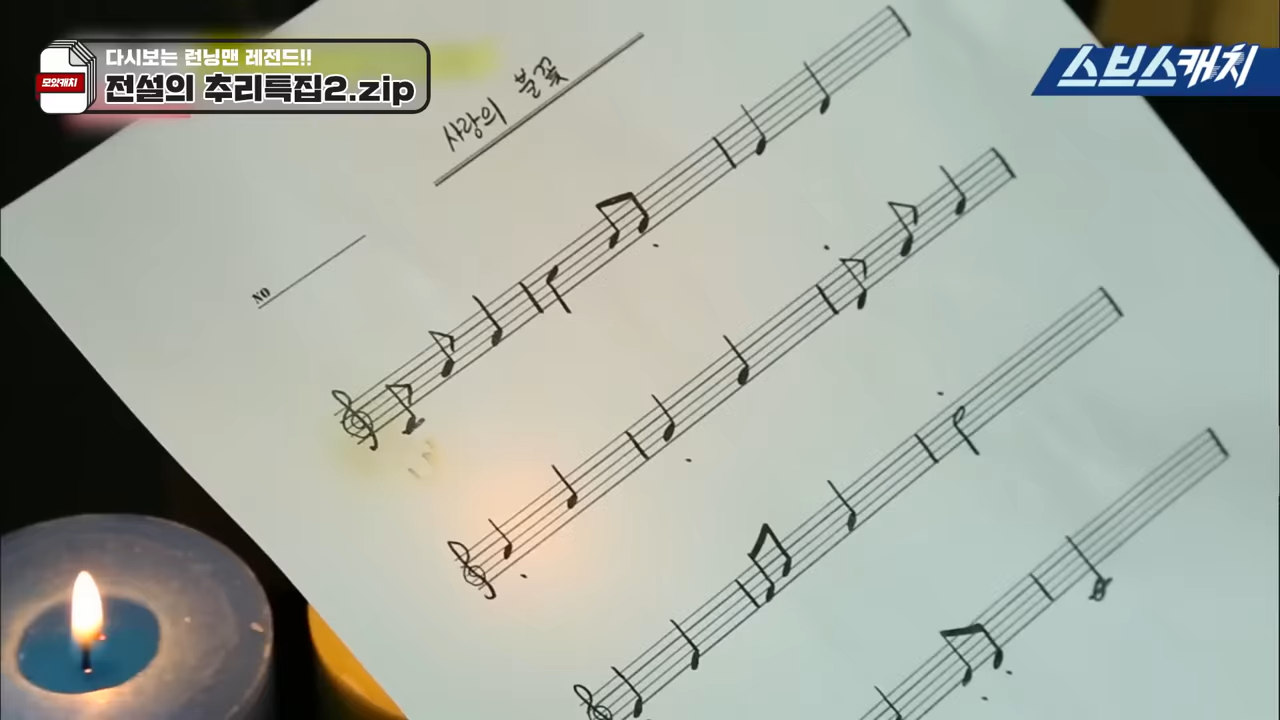 다시보는 런닝맨 레전드!!
모았캐치
전설의 추리특집2.zip
스브스캐치
사랑의 불꽃
NO